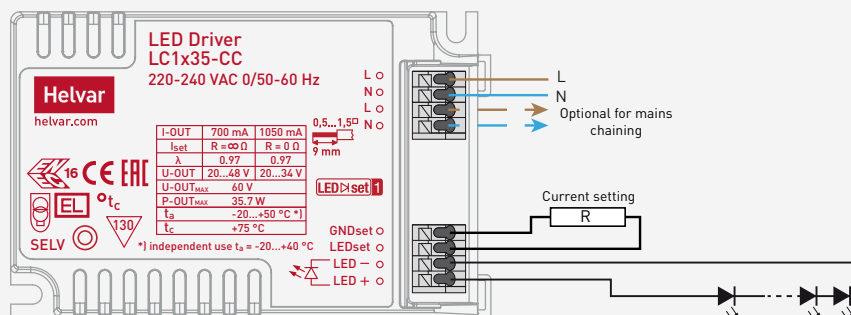 LED Driver
LC1x35-CC
220-240 VAC 0/50-60 Hz
Helvar
helvar.com
L
N
L
N
0,5...1,5
9 mm
I-OUT 700 mA 1050 mA
Iset R = ∞ Ω R = 0 Ω
λ 0.97 0.97
U-OUT 20...48 V 20...34 V
U-OUTMAX 60 V
P-OUTMAX 35.7 W
ta -20...+50 °C *)
tc +75 °C
*) independent use ta = -20...+40 °C
LED set 1
16 CE EAC
EL
tc
130
SELV
GNDset
LEDset
LED −
LED +
L
N
Optional for mains
chaining
Current setting
R